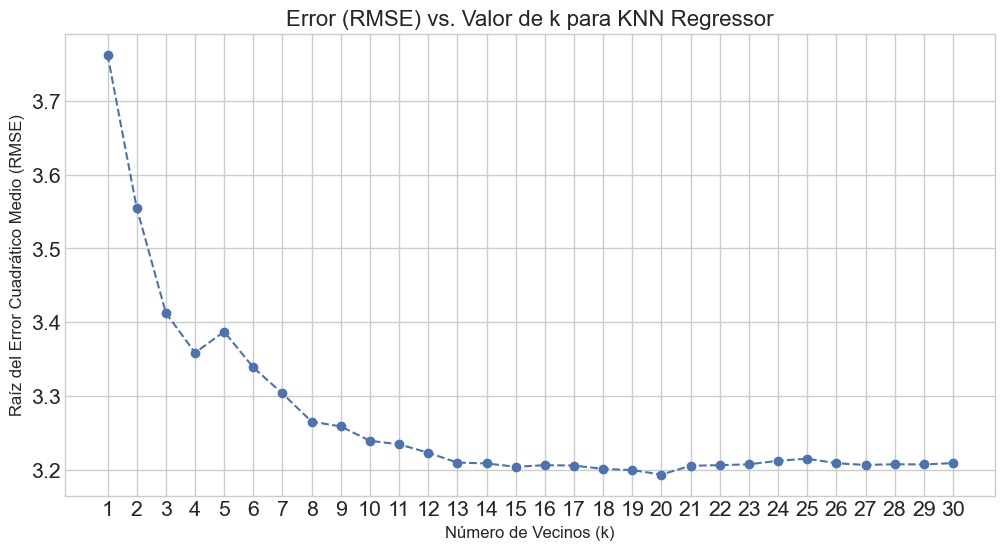 Error (RMSE) vs. Valor de k para KNN Regressor
Raíz del Error Cuadrático Medio (RMSE)
3.7
3.6
3.5
3.4
3.3
3.2
1 2 3 4 5 6 7 8 9 10 11 12 13 14 15 16 17 18 19 20 21 22 23 24 25 26 27 28 29 30
Número de Vecinos (k)